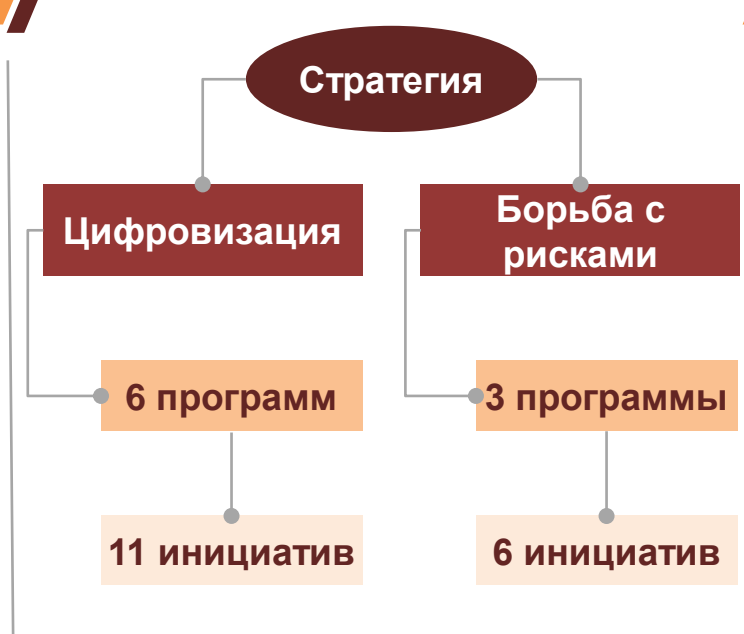 Стратегия
Цифровизация
Борьба с
рисками
6 программ
3 программы
11 инициатив
6 инициатив